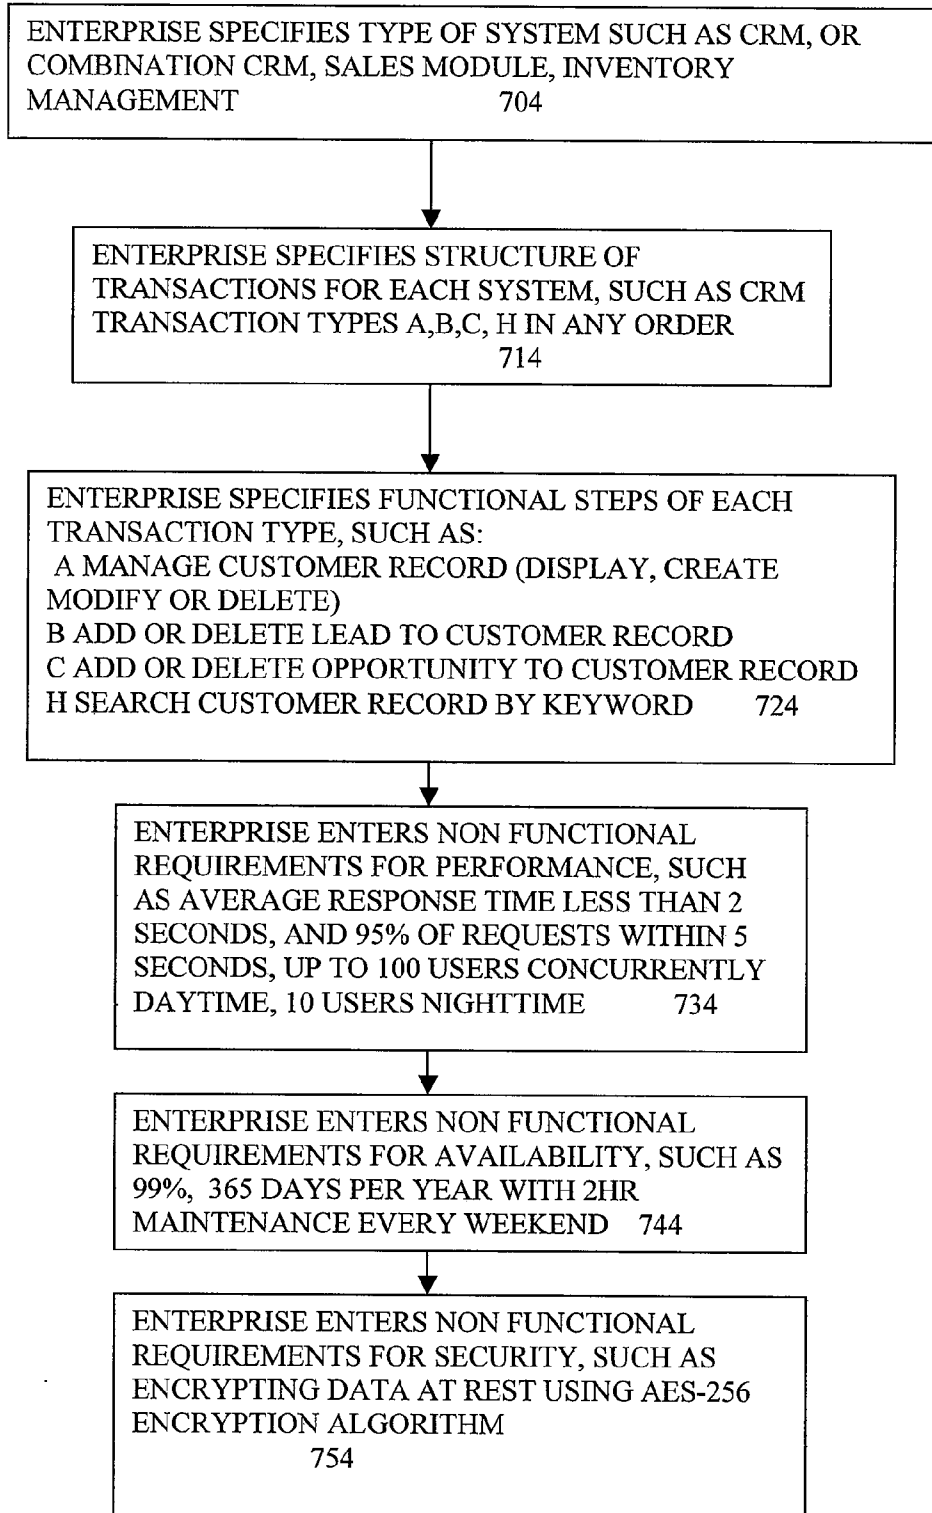 ENTERPRISE SPECIFIES TYPE OF SYSTEM SUCH AS CRM, OR
COMBINATION CRM, SALES MODULE, INVENTORY
MANAGEMENT 704
ENTERPRISE SPECIFIES STRUCTURE OF
TRANSACTIONS FOR EACH SYSTEM, SUCH AS CRM
TRANSACTION TYPES A,B,C, H IN ANY ORDER
714
ENTERPRISE SPECIFIES FUNCTIONAL STEPS OF EACH
TRANSACTION TYPE, SUCH AS:
A MANAGE CUSTOMER RECORD (DISPLAY, CREATE
MODIFY OR DELETE)
B ADD OR DELETE LEAD TO CUSTOMER RECORD
C ADD OR DELETE OPPORTUNITY TO CUSTOMER RECORD
H SEARCH CUSTOMER RECORD BY KEYWORD 724
ENTERPRISE ENTERS NON FUNCTIONAL
REQUIREMENTS FOR PERFORMANCE, SUCH
AS AVERAGE RESPONSE TIME LESS THAN 2
SECONDS, AND 95% OF REQUESTS WITHIN 5
SECONDS, UP TO 100 USERS CONCURRENTLY
DAYTIME, 10 USERS NIGHTTIME 734
ENTERPRISE ENTERS NON FUNCTIONAL
REQUIREMENTS FOR AVAILABILITY, SUCH AS
99%, 365 DAYS PER YEAR WITH 2HR
MAINTENANCE EVERY WEEKEND 744
ENTERPRISE ENTERS NON FUNCTIONAL
REQUIREMENTS FOR SECURITY, SUCH AS
ENCRYPTING DATA AT REST USING AES-256
ENCRYPTION ALGORITHM
754